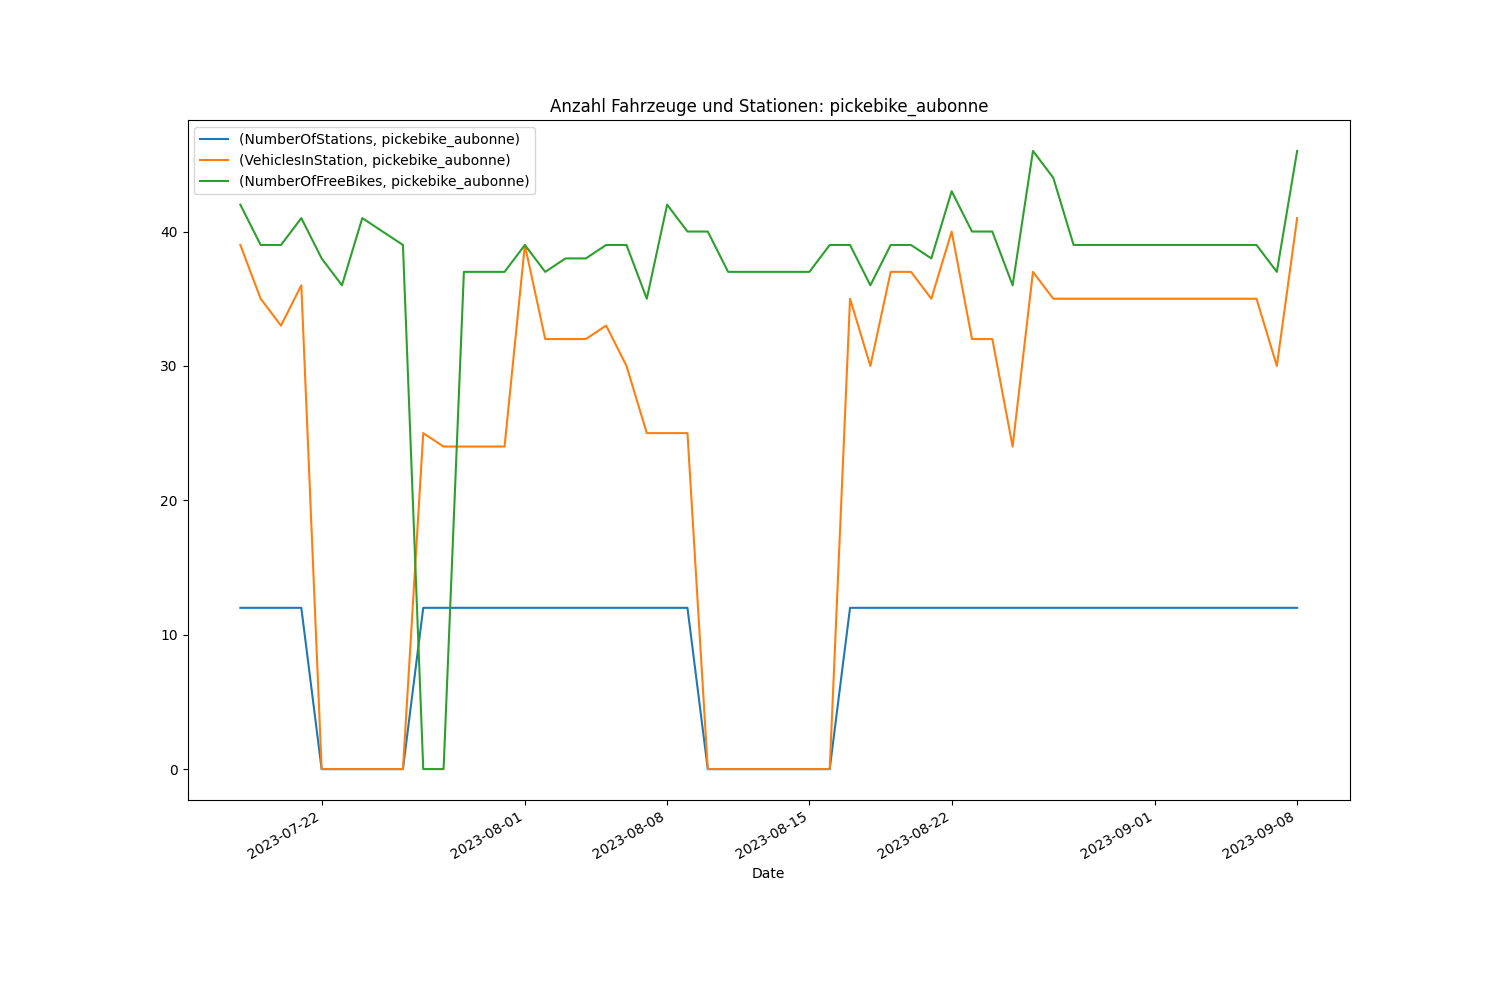 Anzahl Fahrzeuge und Stationen: pickebike_aubonne
(NumberOfStations, pickebike_aubonne)
(VehiclesInStation, pickebike_aubonne)
(NumberOfFreeBikes, pickebike_aubonne)
40
30
20
10
0
2023-07-22
2023-08-01
2023-08-08
2023-08-15
2023-08-22
2023-09-01
2023-09-08
Date